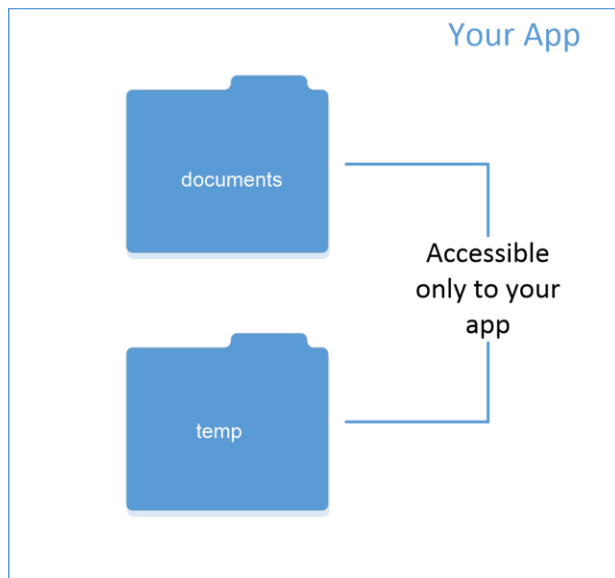 Your App
documents
Accessible
only to your
app
temp